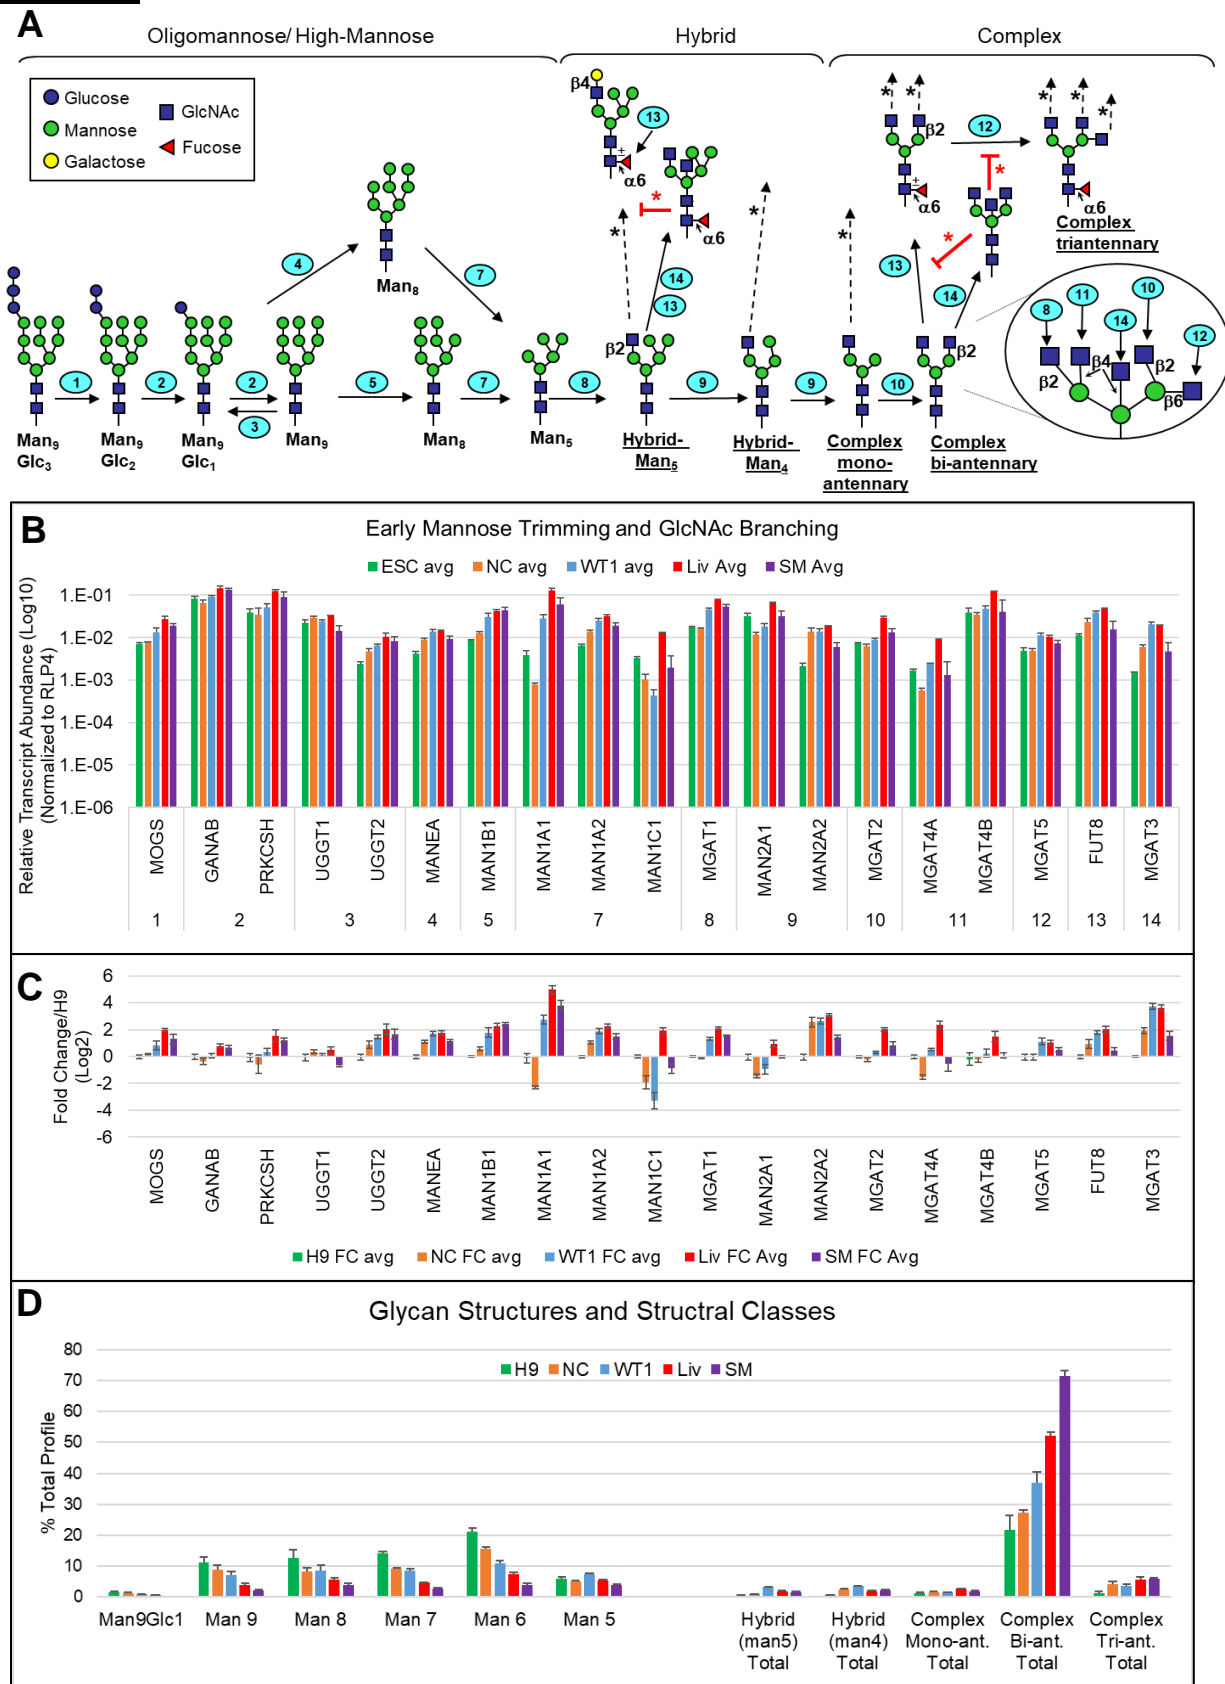 A
Oligomannose/ High-Mannose
Hybrid
Complex
Glucose
Mannose
Galactose
GlcNAc
Fucose
β4
13
±
α6
*
*
α6
*
14
13
*
*
*
β2
12
±
α6
*
*
*
*
α6
Complex
triantennary
*
13
14
4
Man8
7
8
11
10
14
12
β4
β2
β2
β6
1
2
2
3
5
7
β2
8
9
9
10
β2
Man9
Glc3
Man9
Glc2
Man9
Glc1
Man9
Man8
Man5
Hybrid-
Man5
Hybrid-
Man4
Complex
mono-
antennary
Complex
bi-antennary
B
Early Mannose Trimming and GlcNAc Branching
ESC avg NC avg WT1 avg Liv Avg SM Avg
Relative Transcript Abundance (Log10)
(Normalized to RLP4)
1.E-01
1.E-02
1.E-03
1.E-04
1.E-05
1.E-06
MOGS GANAB PRKCSH UGGT1 UGGT2 MANEA MAN1B1 MAN1A1 MAN1A2 MAN1C1 MGAT1 MAN2A1 MAN2A2 MGAT2 MGAT4A MGAT4B MGAT5 FUT8 MGAT3
1 2 3 4 5 7 8 9 10 11 12 13 14
C
Fold Change/H9
(Log2)
6
4
2
0
-2
-4
-6
MOGS GANAB PRKCSH UGGT1 UGGT2 MANEA MAN1B1 MAN1A1 MAN1A2 MAN1C1 MGAT1 MAN2A1 MAN2A2 MGAT2 MGAT4A MGAT4B MGAT5 FUT8 MGAT3
H9 FC avg NC FC avg WT1 FC avg Liv FC Avg SM FC Avg
D
Glycan Structures and Structral Classes
H9 NC WT1 Liv SM
% Total Profile
80
70
60
50
40
30
20
10
0
Man9Glc1 Man 9 Man 8 Man 7 Man 6 Man 5
Hybrid
(man5)
Total
Hybrid
(man4)
Total
Complex
Mono-ant.
Total
Complex
Bi-ant.
Total
Complex
Tri-ant.
Total